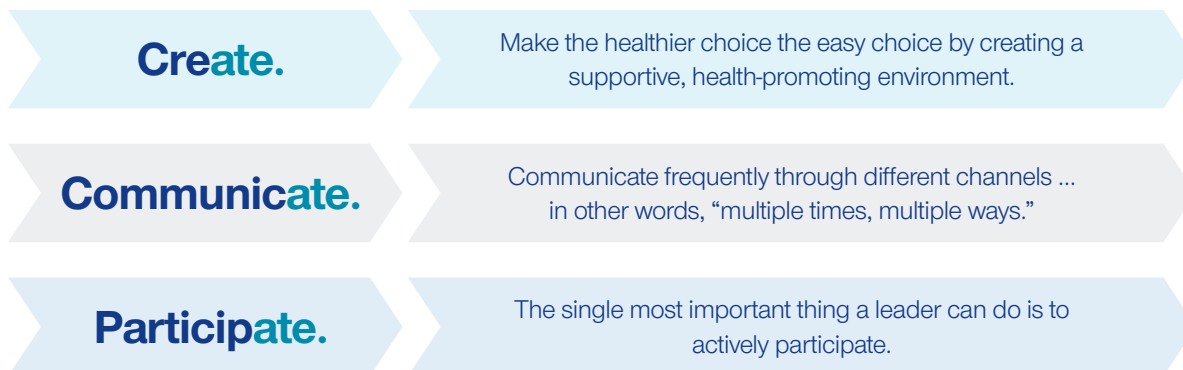 Create.
Make the healthier choice the easy choice by creating a
supportive, health-promoting environment.
Communicate.
Communicate frequently through different channels ...
in other words, “multiple times, multiple ways.”
Participate.
The single most important thing a leader can do is to
actively participate.